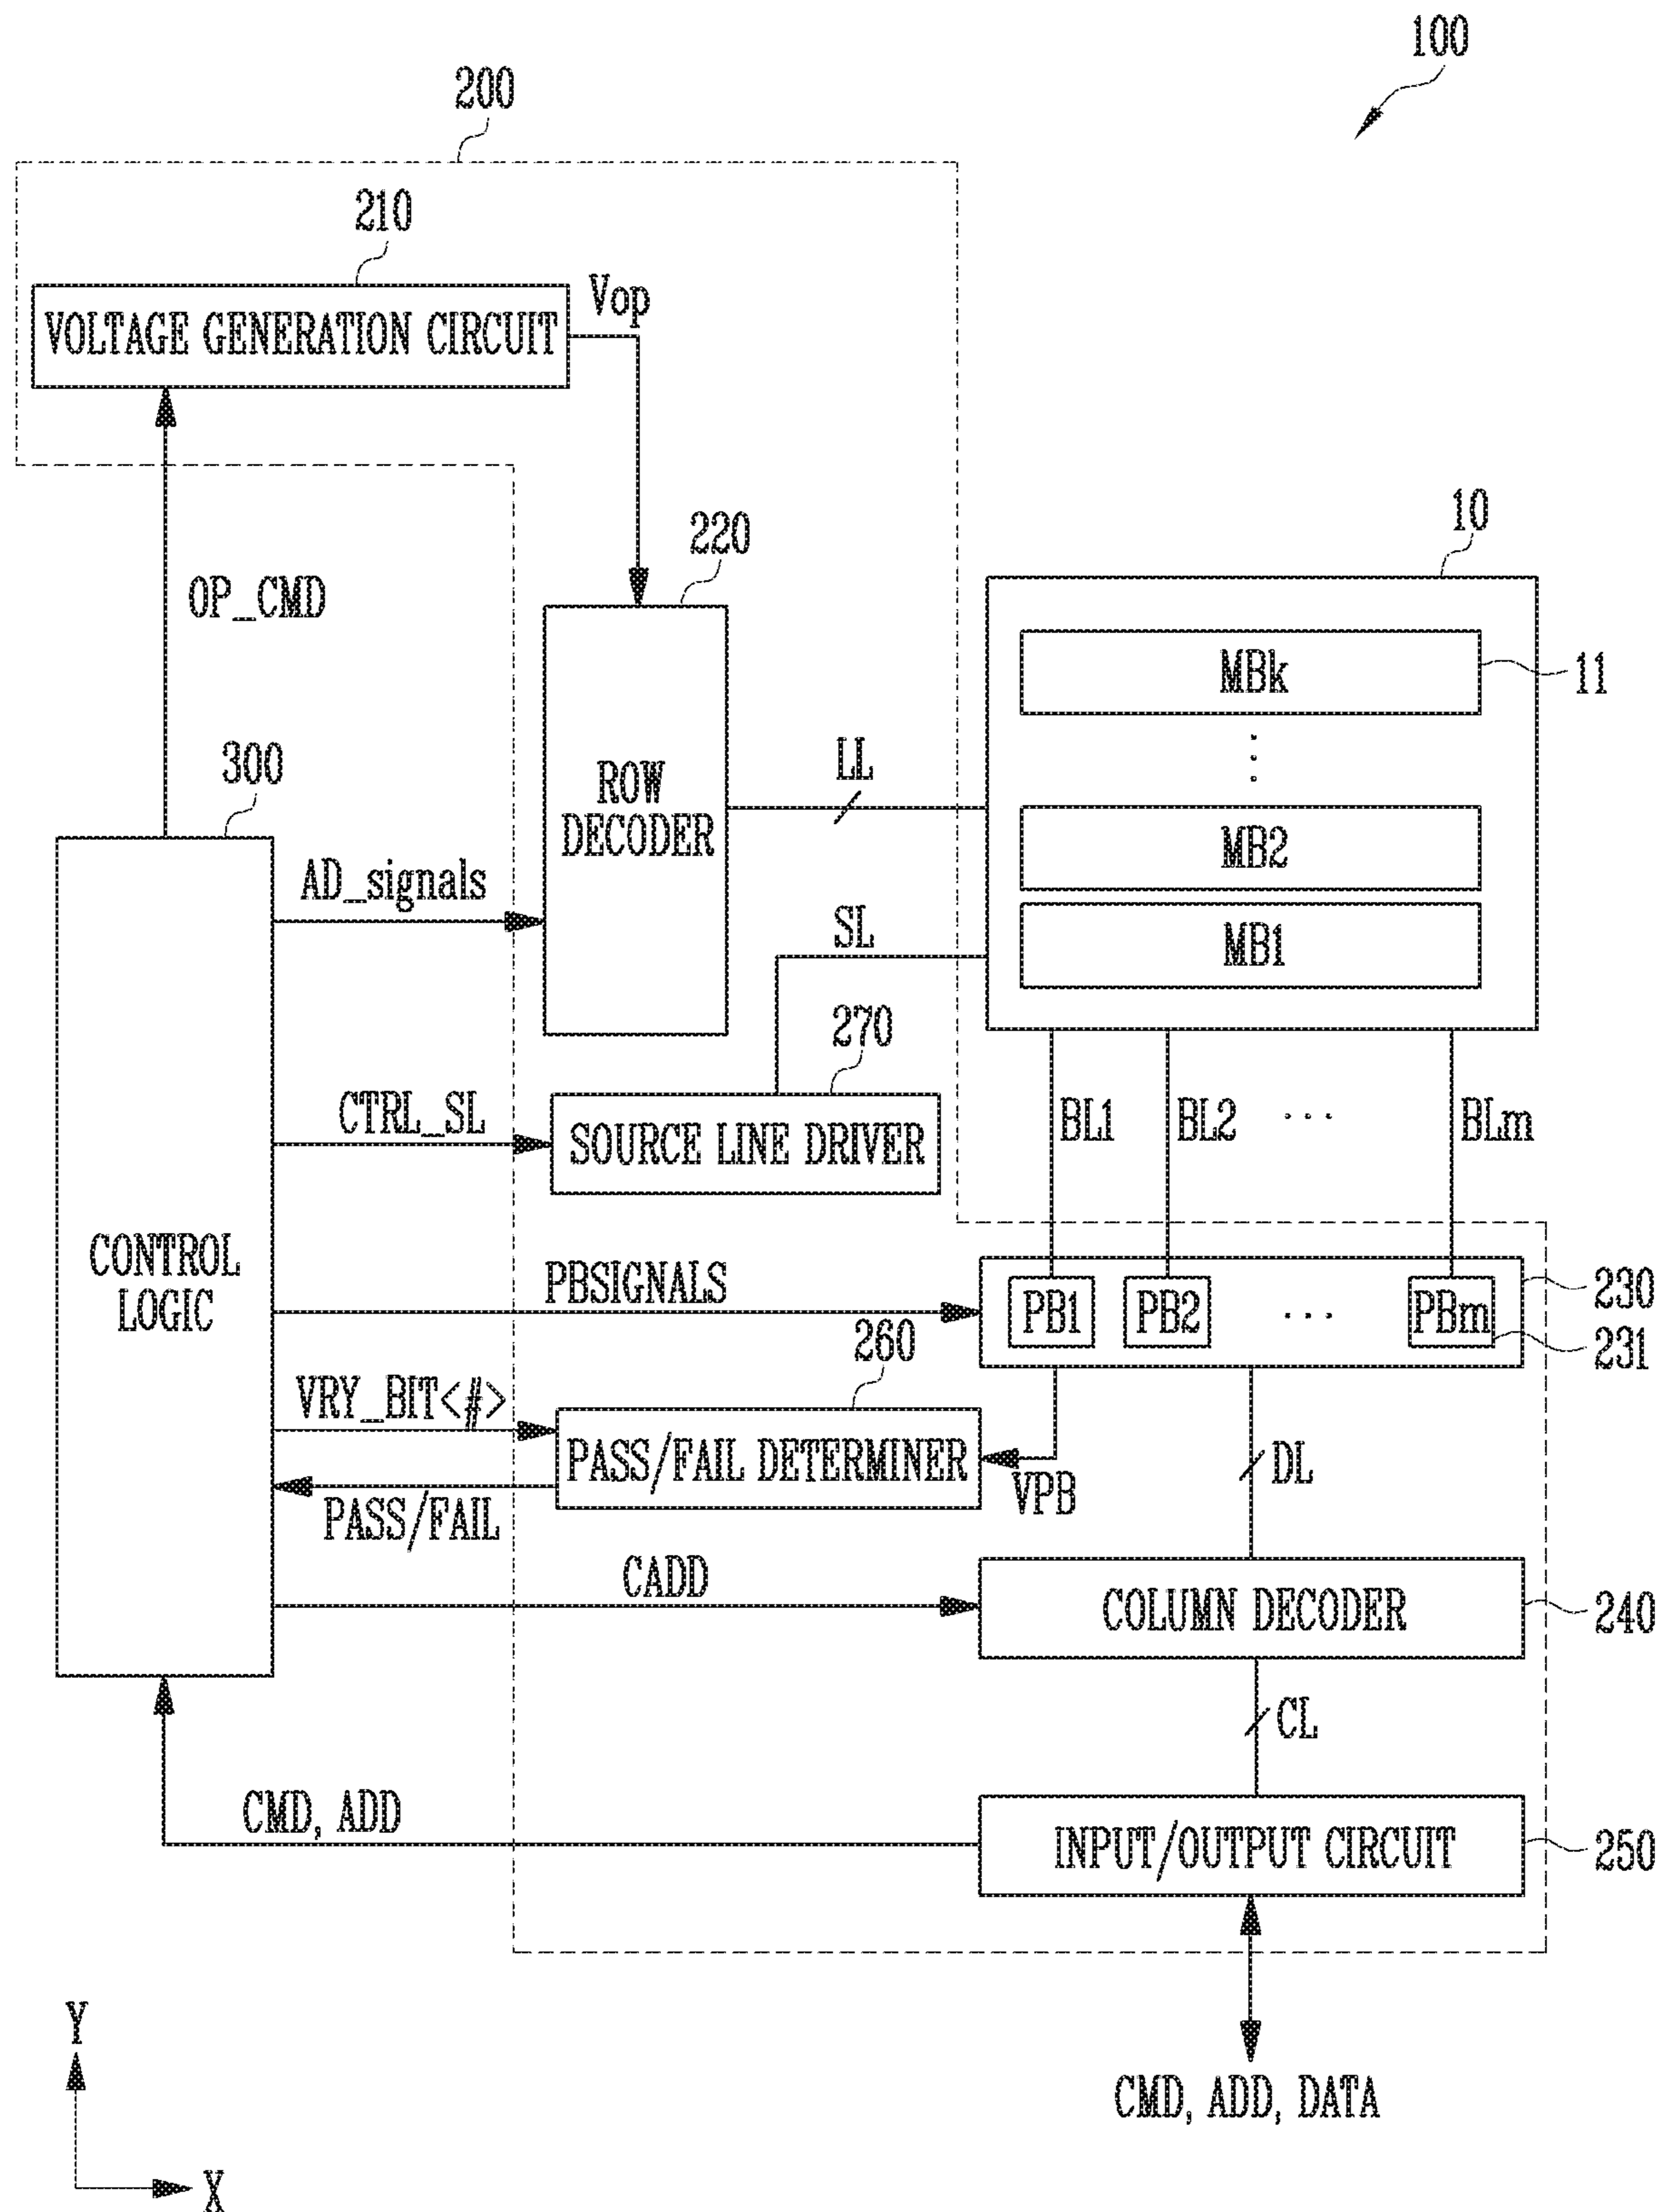 100
200
210
VOLTAGE GENERATION CIRCUIT
Vop
OP_CMD
220
ROW
DECODER
10
MBk
11
MB2
MB1
LL
SL
300
CONTROL
LOGIC
AD_signals
270
CTRL_SL
SOURCE LINE DRIVER
BL1
BL2
...
BLm
PBSIGNALS
PB1
PB2
...
PBm
230
231
260
VRY_BIT<#>
PASS/FAIL DETERMINER
VPB
DL
PASS/FAIL
CADD
COLUMN DECODER
240
CL
CMD, ADD
INPUT/OUTPUT CIRCUIT
250
CMD, ADD, DATA
Y
X